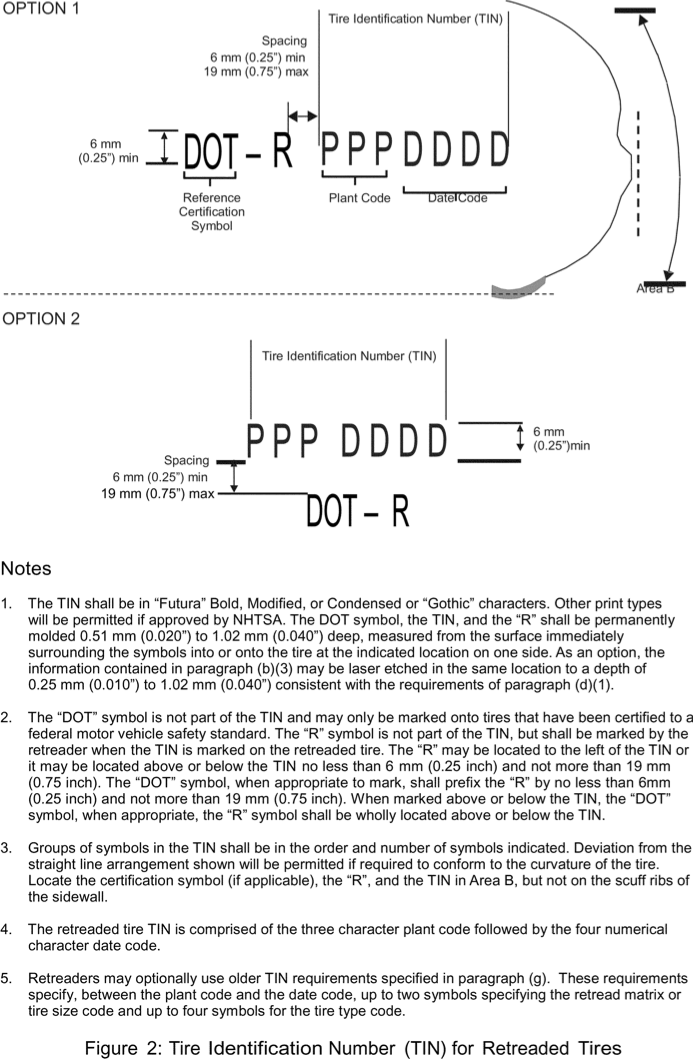 OPTION 1
Tire Identification Number (TIN)
Spacing
6 mm (0.25”) min
19 mm (0.75”) max
6 mm
(0.25”) min
DOT – R PPPDDDD
Reference
Certification
Symbol
Plant Code
Date Code
Area B
OPTION 2
Tire Identification Number (TIN)
PPP DDDD
6 mm
(0.25”)min
Spacing
6 mm (0.25”) min
19 mm (0.75”) max
DOT – R
Notes
1. The TIN shall be in “Futura” Bold, Modified, or Condensed or “Gothic” characters. Other print types
will be permitted if approved by NHTSA. The DOT symbol, the TIN, and the “R” shall be permanently
molded 0.51 mm (0.020”) to 1.02 mm (0.040”) deep, measured from the surface immediately
surrounding the symbols into or onto the tire at the indicated location on one side. As an option, the
information contained in paragraph (b)(3) may be laser etched in the same location to a depth of
0.25 mm (0.010”) to 1.02 mm (0.040”) consistent with the requirements of paragraph (d)(1).
2. The “DOT” symbol is not part of the TIN and may only be marked onto tires that have been certified to a
federal motor vehicle safety standard. The “R” symbol is not part of the TIN, but shall be marked by the
retreader when the TIN is marked on the retreaded tire. The “R” may be located to the left of the TIN or
it may be located above or below the TIN no less than 6 mm (0.25 inch) and not more than 19 mm
(0.75 inch). The “DOT” symbol, when appropriate to mark, shall prefix the “R” by no less than 6mm
(0.25 inch) and not more than 19 mm (0.75 inch). When marked above or below the TIN, the “DOT”
symbol, when appropriate, the “R” symbol shall be wholly located above or below the TIN.
3. Groups of symbols in the TIN shall be in the order and number of symbols indicated. Deviation from the
straight line arrangement shown will be permitted if required to conform to the curvature of the tire.
Locate the certification symbol (if applicable), the “R”, and the TIN in Area B, but not on the scuff ribs of
the sidewall.
4. The retreaded tire TIN is comprised of the three character plant code followed by the four numerical
character date code.
5. Retreaders may optionally use older TIN requirements specified in paragraph (g). These requirements
specify, between the plant code and the date code, up to two symbols specifying the retread matrix or
tire size code and up to four symbols for the tire type code.
Figure 2: Tire Identification Number (TIN) for Retreaded Tires